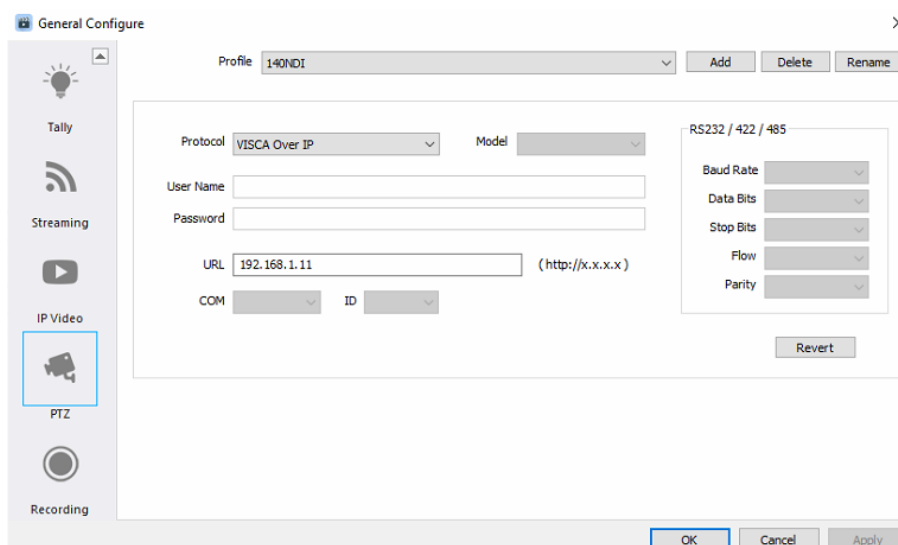 General Configure
Profile 140NDI Add Delete Rename
Tally
Streaming
IP Video
PTZ
Recording
Protocol VISCA Over IP Model
User Name
Password
URL 192.168.1.11 (http://x.x.x.x)
COM ID
RS232 / 422 / 485
Baud Rate
Data Bits
Stop Bits
Flow
Parity
Revert
OK Cancel Apply